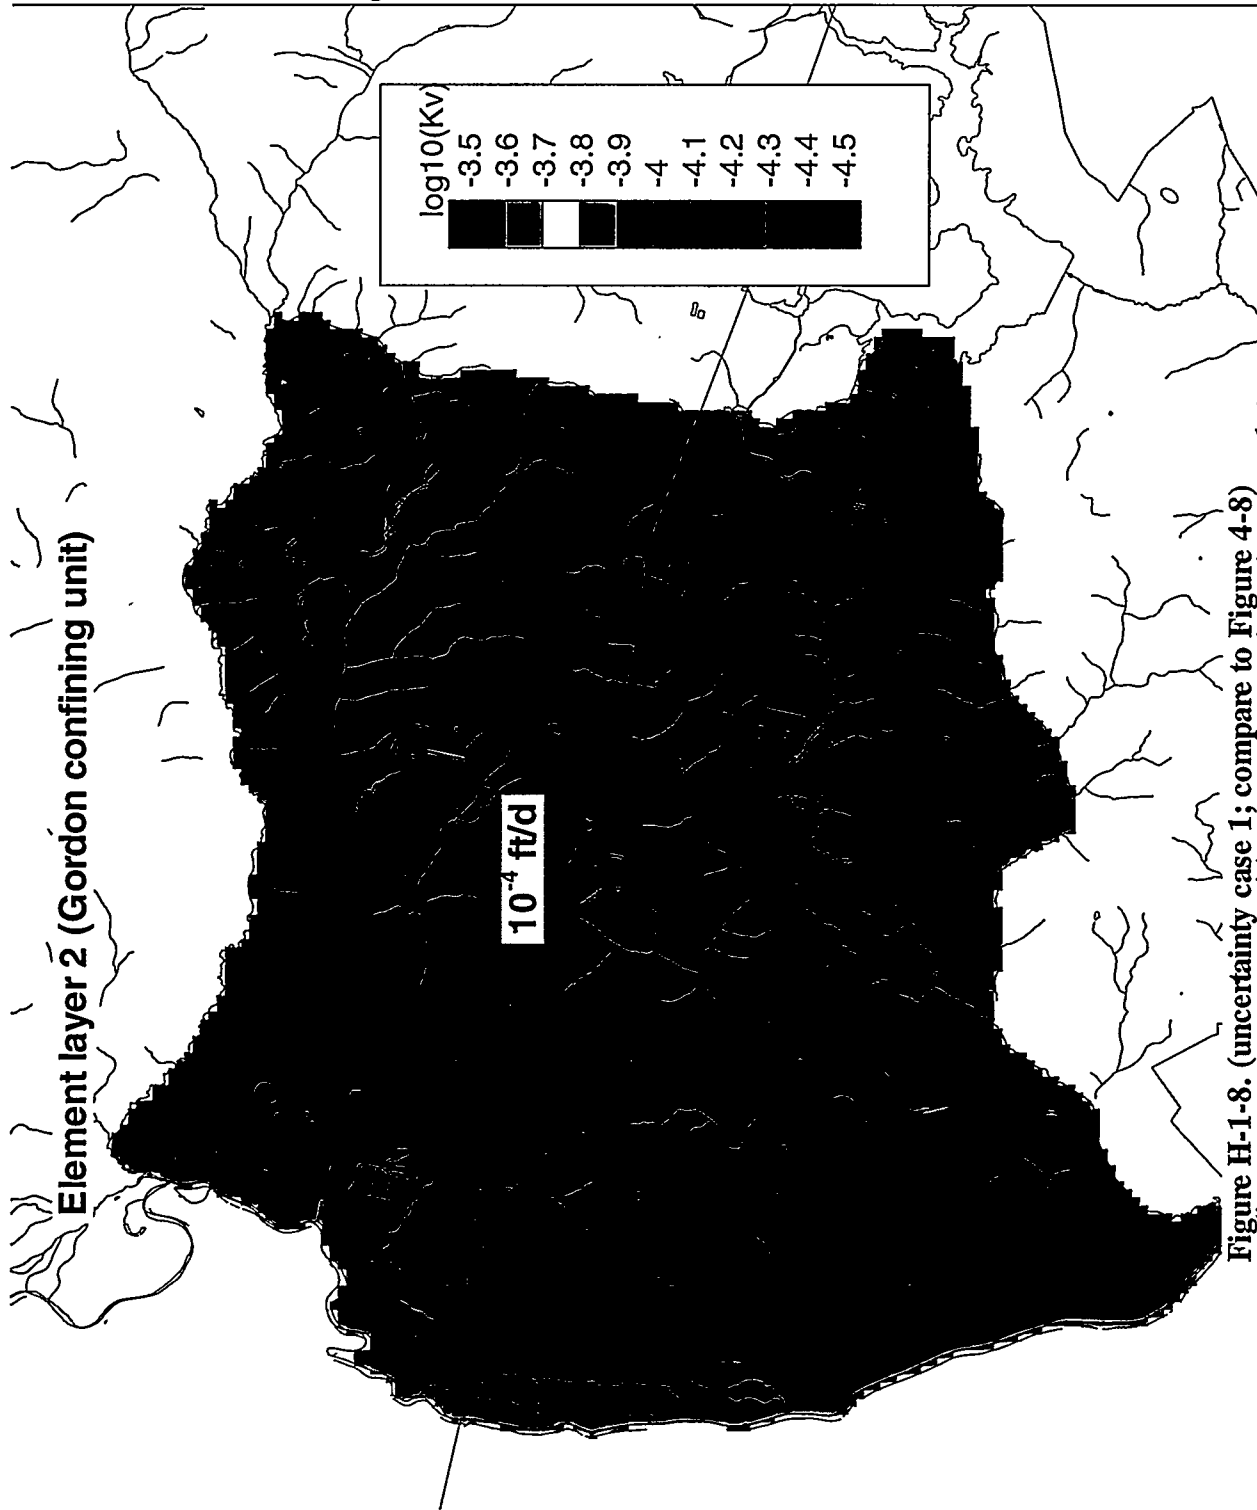 Element layer 2 (Gordon confining unit)
log10(Kv)
-3.5
-3.6
-3.7
-3.8
-3.9
-4
-4.1
-4.2
-4.3
-4.4
-4.5
10-4 ft/d
Figure H-1-8. (uncertainty case 1; compare to Figure 4-8)